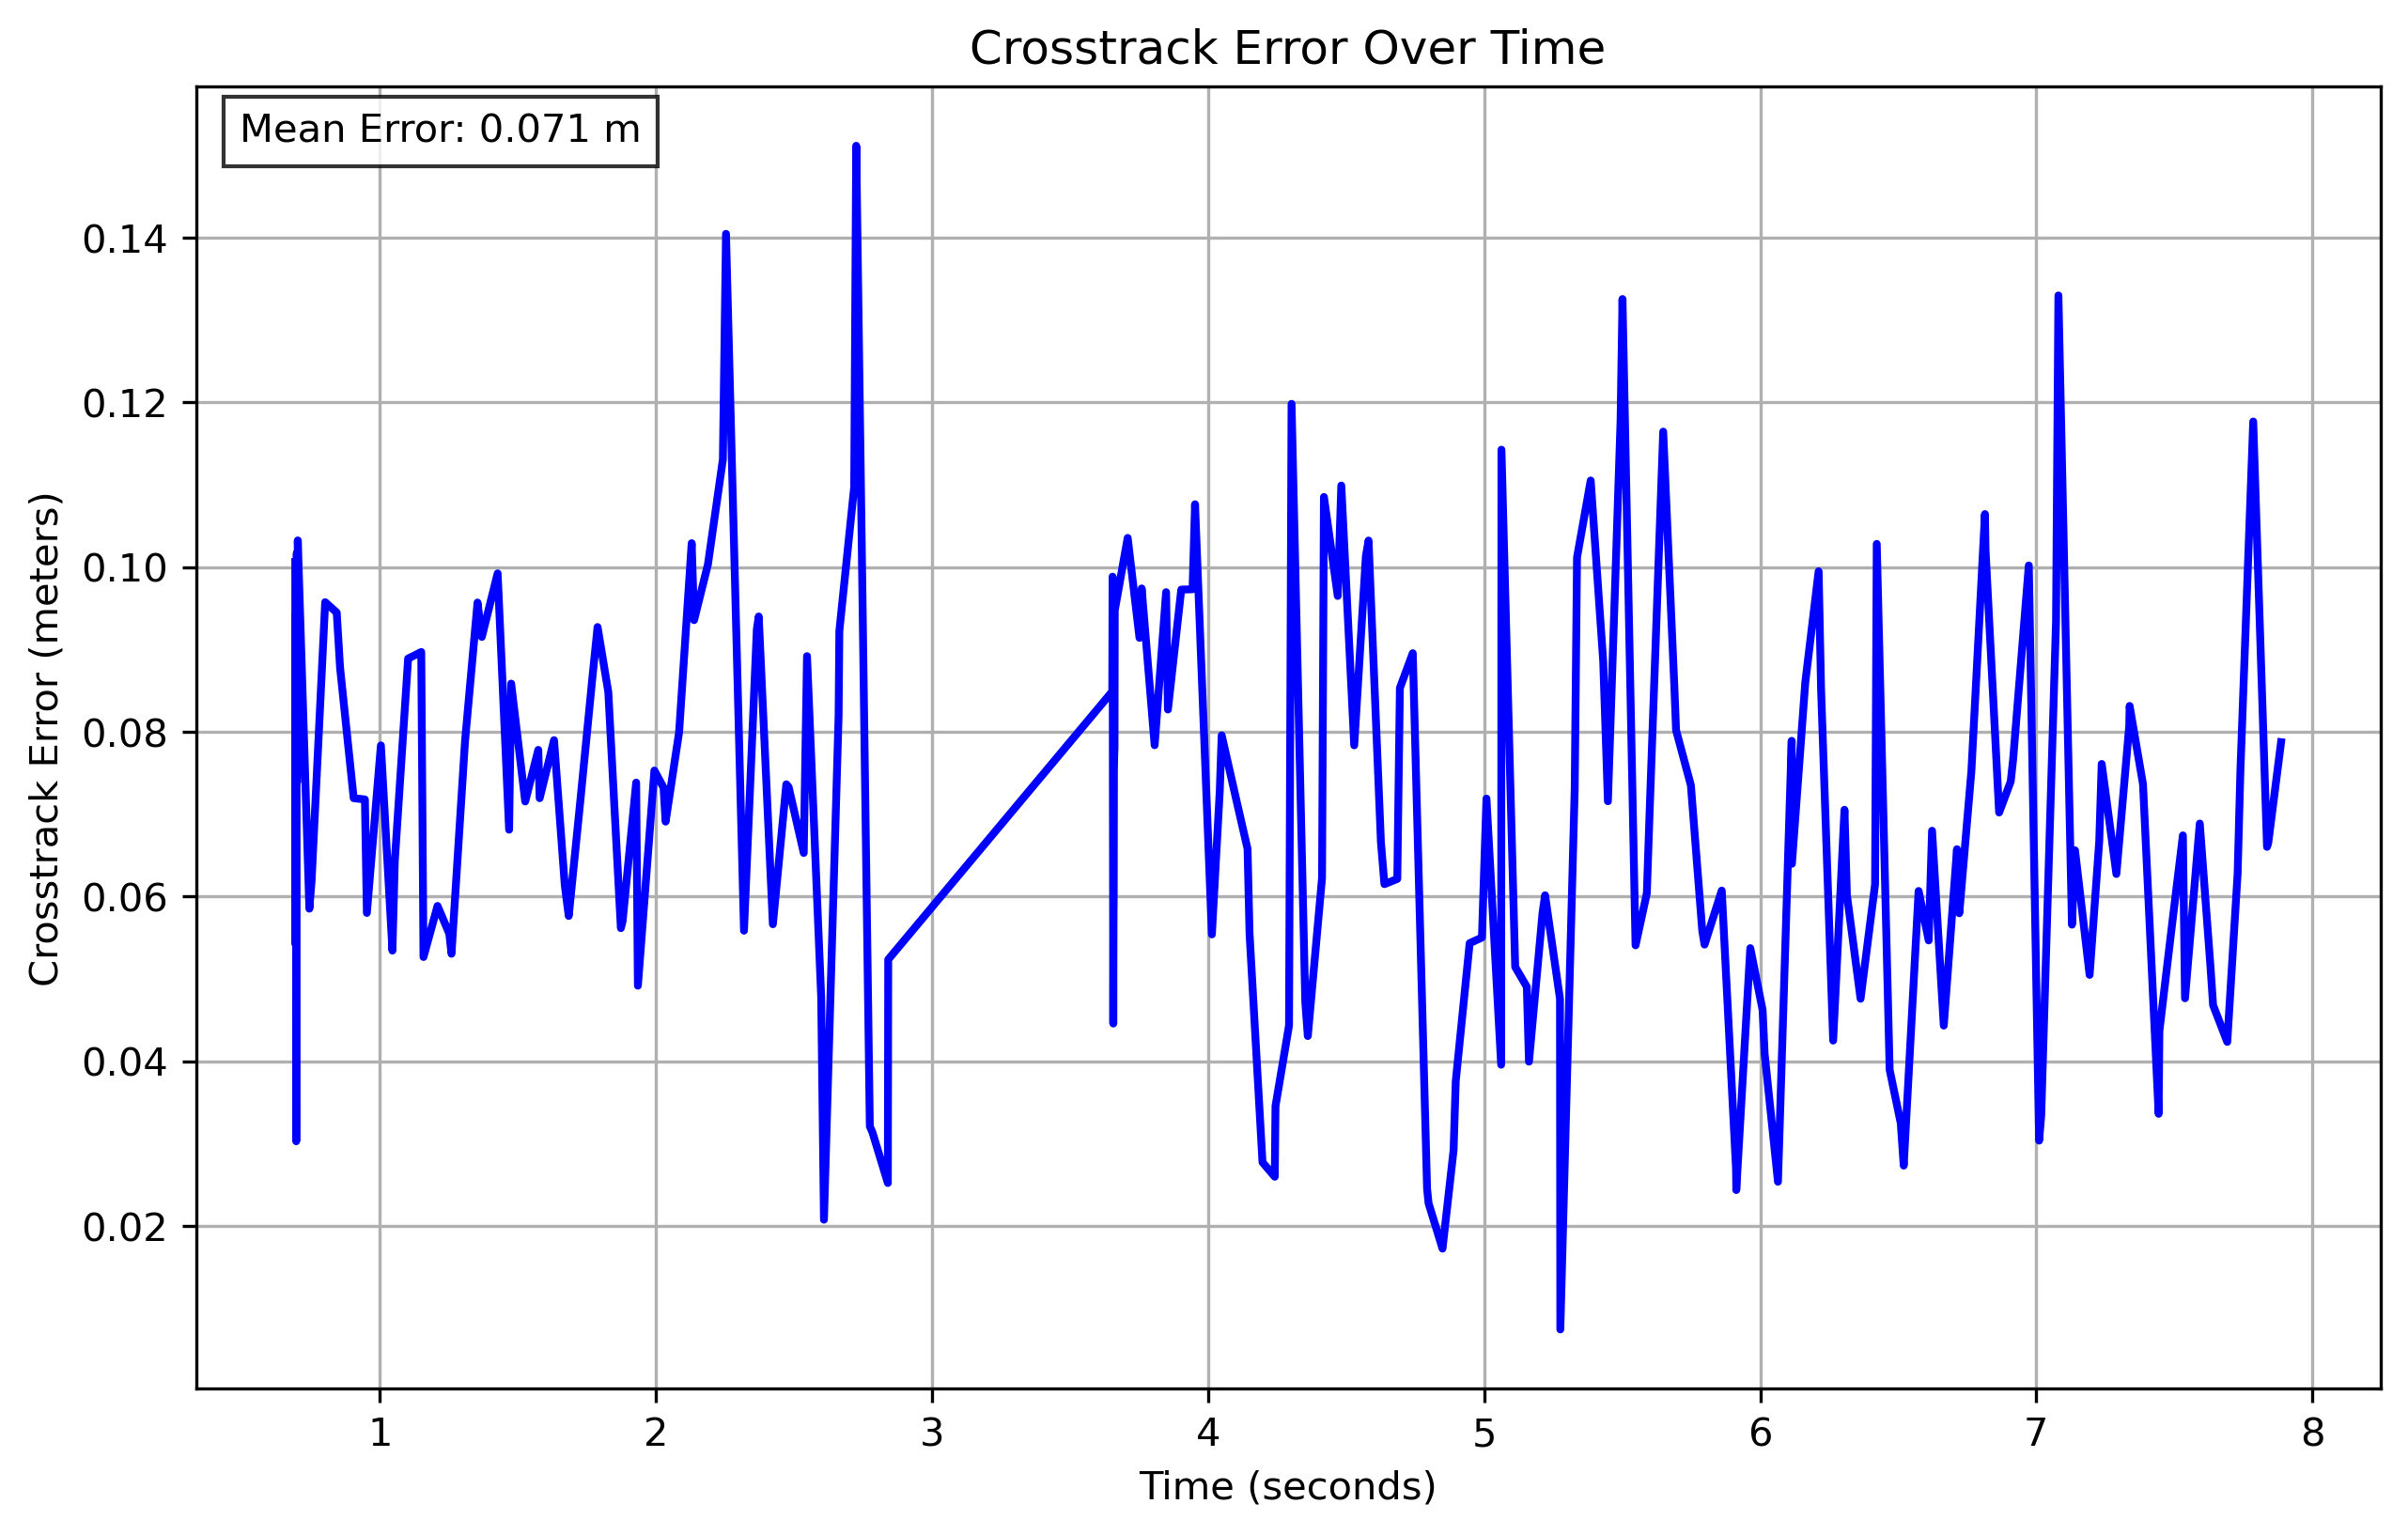 Crosstrack Error Over Time
Mean Error: 0.071 m
Crosstrack Error (meters)
0.14
0.12
0.10
0.08
0.06
0.04
0.02
1 2 3 4 5 6 7 8
Time (seconds)